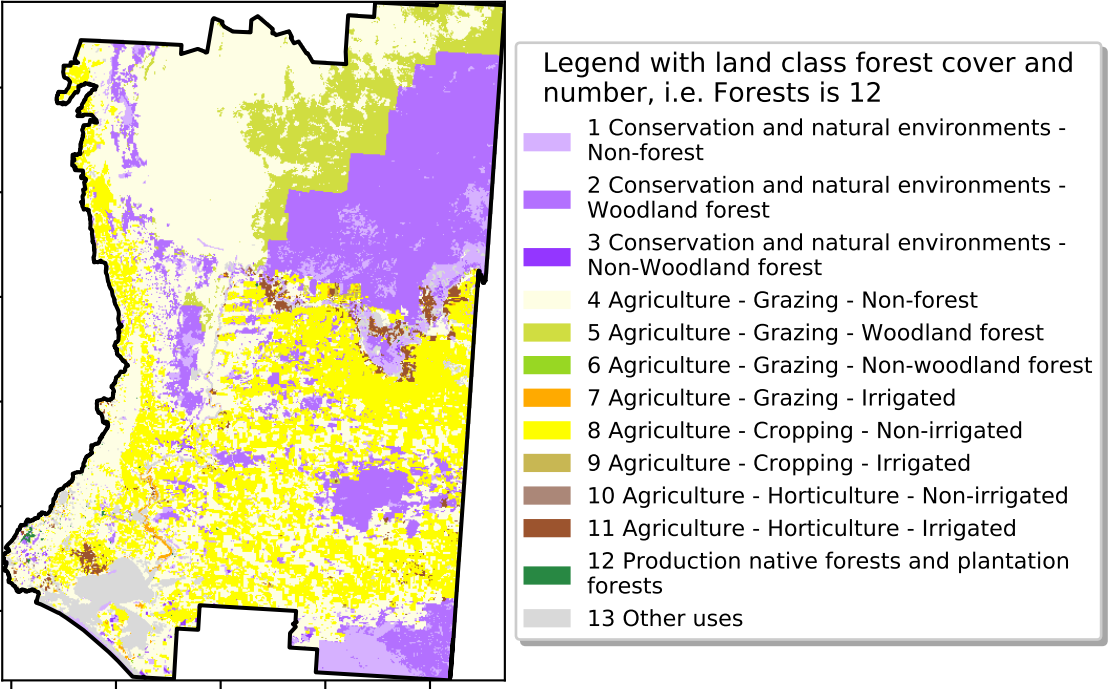 Legend with land class forest cover and
number, i.e. Forests is 12
1 Conservation and natural environments -
Non-forest
2 Conservation and natural environments -
Woodland forest
3 Conservation and natural environments -
Non-Woodland forest
4 Agriculture - Grazing - Non-forest
5 Agriculture - Grazing - Woodland forest
6 Agriculture - Grazing - Non-woodland forest
7 Agriculture - Grazing - Irrigated
8 Agriculture - Cropping - Non-irrigated
9 Agriculture - Cropping - Irrigated
10 Agriculture - Horticulture - Non-irrigated
11 Agriculture - Horticulture - Irrigated
12 Production native forests and plantation
forests
13 Other uses